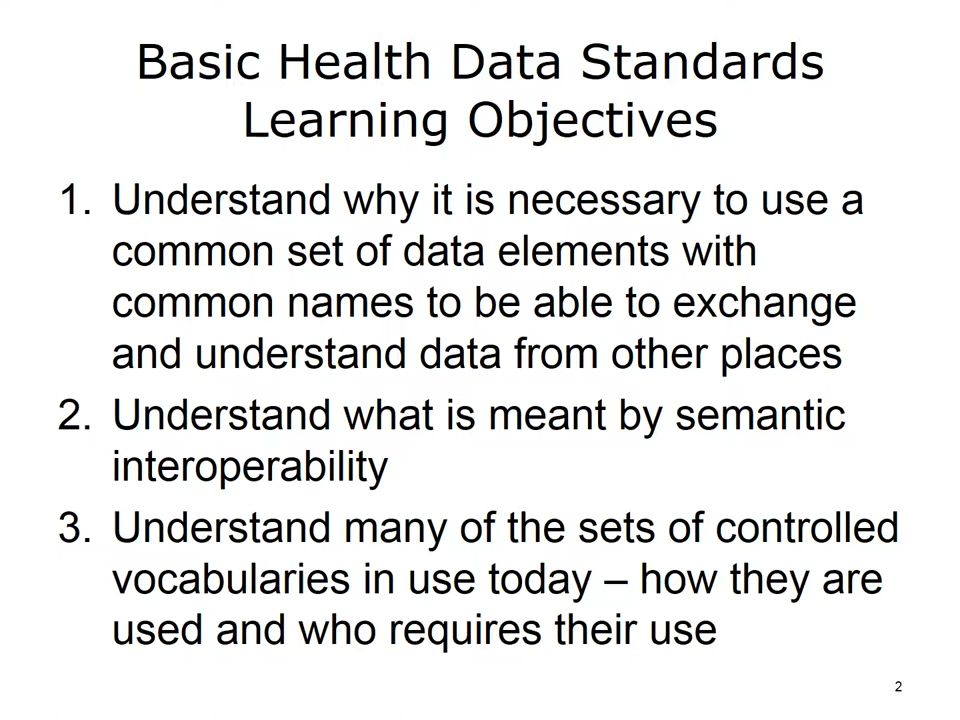 Basic Health Data Standards
Learning Objectives
1. Understand why it is necessary to use a
common set of data elements with
common names to be able to exchange
and understand data from other places
2. Understand what is meant by semantic
interoperability
3. Understand many of the sets of controlled
vocabularies in use today – how they are
used and who requires their use
2